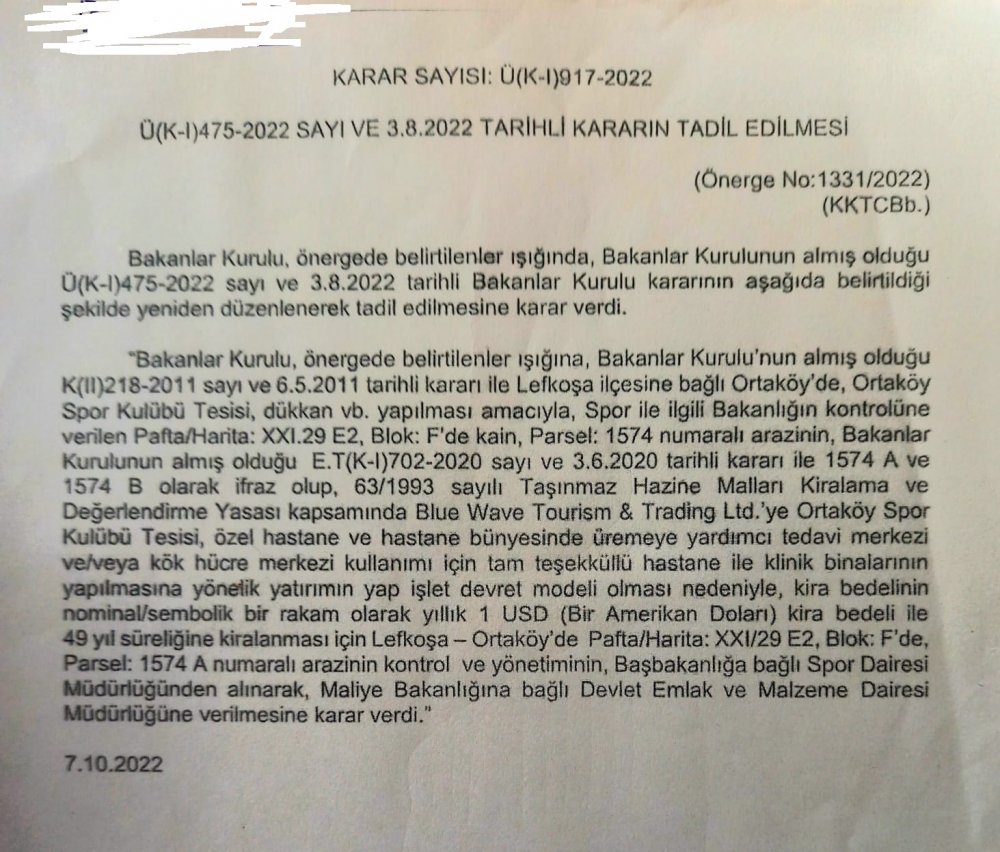 KARAR SAYISI: Ü(K-I)917-2022
Ü(K-I)475-2022 SAYI VE 3.8.2022 TARİHLİ KARARIN TADİL EDİLMESİ
(Önerge No:1331/2022)
(KKTCBb.)
Bakanlar Kurulu, önergede belirtilenler ışığında, Bakanlar Kurulunun almış olduğu
Ü(K-I)475-2022 sayı ve 3.8.2022 tarihli Bakanlar Kurulu kararının aşağıda belirtildiği
şekilde yeniden düzenlenerek tadil edilmesine karar verdi.
"Bakanlar Kurulu, önergede belirtilenler ışığına, Bakanlar Kurulu'nun almış olduğu
K(II)218-2011 sayı ve 6.5.2011 tarihli kararı ile Lefkoşa ilçesine bağlı Ortaköy'de, Ortaköy
Spor Kulübü Tesisi, dükkan vb. yapılması amacıyla, Spor ile ilgili Bakanlığın kontrolüne
verilen Pafta/Harita: XXI.29 E2, Blok: F'de kain, Parsel: 1574 numaralı arazinin, Bakanlar
Kurulunun almış olduğu E.T(K-I)702-2020 sayı ve 3.6.2020 tarihli kararı ile 1574 A ve
1574 B olarak ifraz olup, 63/1993 sayılı Taşınmaz Hazine Malları Kiralama ve
Değerlendirme Yasası kapsamında Blue Wave Tourism & Trading Ltd.'ye Ortaköy Spor
Kulübü Tesisi, özel hastane ve hastane bünyesinde üremeye yardımcı tedavi merkezi
ve/veya kök hücre merkezi kullanımı için tam teşekküllü hastane ile klinik binalarının
yapılmasına yönelik yatırımın yap işlet devret modeli olması nedeniyle, kira bedelinin
nominal/sembolik bir rakam olarak yıllık 1 USD (Bir Amerikan Doları) kira bedeli ile
49 yıl süreliğine kiralanması için Lefkoşa – Ortaköy'de Pafta/Harita: XXI/29 E2, Blok: F'de,
Parsel: 1574 A numaralı arazinin kontrol ve yönetiminin, Başbakanlığa bağlı Spor Dairesi
Müdürlüğünden alınarak, Maliye Bakanlığına bağlı Devlet Emlak ve Malzeme Dairesi
Müdürlüğüne verilmesine karar verdi."
7.10.2022